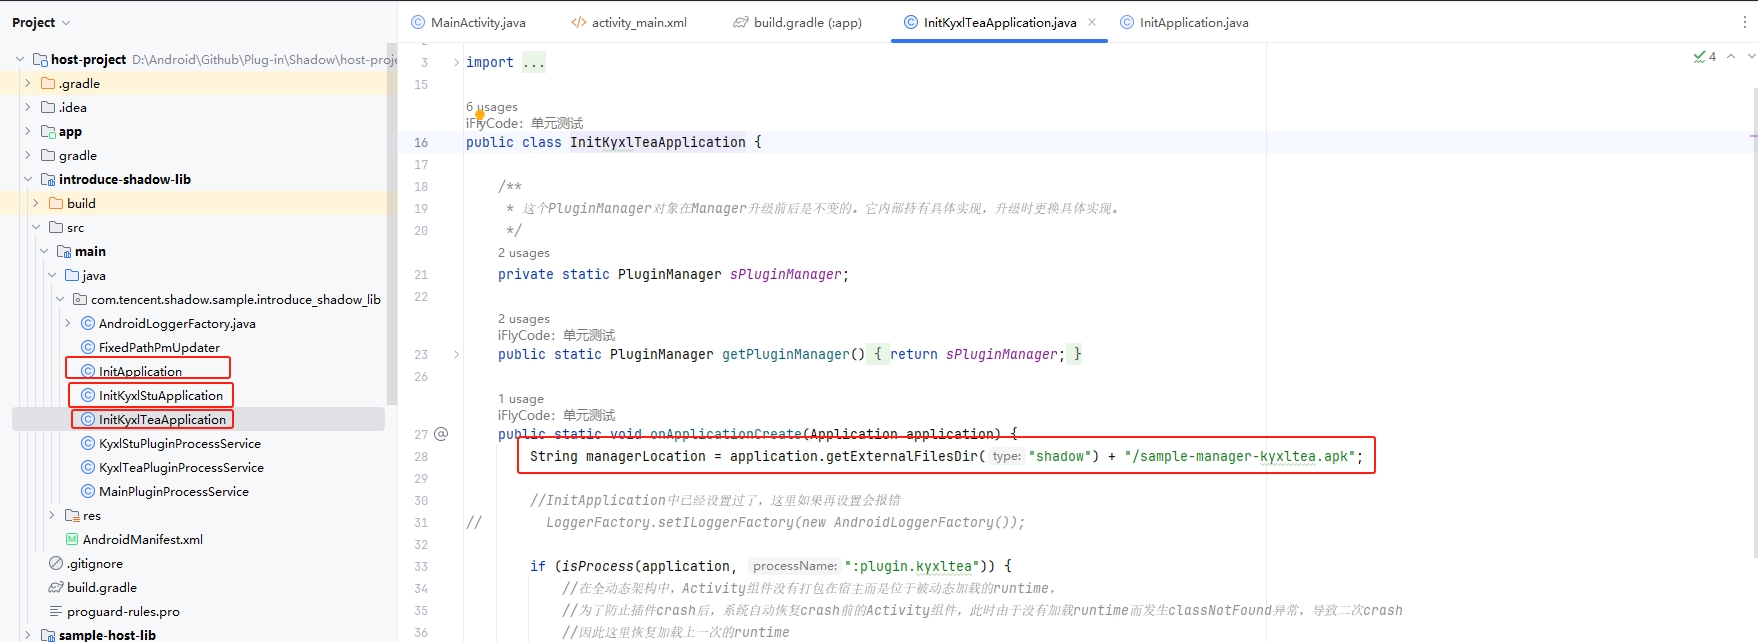 Project
MainActivity.java
activity_main.xml
build.gradle (:app)
InitKyxlTeaApplication.java
InitApplication.java
host-project D:\Android\Github\Plug-in\Shadow\host-proje
.gradle
.idea
app
gradle
introduce-shadow-lib
build
src
main
java
com.tencent.shadow.sample.introduce_shadow_lib
AndroidLoggerFactory.java
FixedPathPmUpdater
InitApplication
InitKyxlStuApplication
InitKyxlTeaApplication
KyxlStuPluginProcessService
KyxlTeaPluginProcessService
MainPluginProcessService
res
AndroidManifest.xml
.gitignore
build.gradle
proguard-rules.pro
sample-host-lib
4
3 import ...
15
6 usages
iFlyCode: 单元测试
16 public class InitKyxlTeaApplication {
17
18 /**
19 * 这个PluginManager对象在Manager升级前后是不变的。它内部持有具体实现，升级时更换具体实现。
20 */
2 usages
21 private static PluginManager sPluginManager;
22
2 usages
iFlyCode: 单元测试
23 public static PluginManager getPluginManager() { return sPluginManager; }
26
1 usage
iFlyCode: 单元测试
27 public static void onApplicationCreate(Application application) {
28 String managerLocation = application.getExternalFilesDir( type: "shadow") + "/sample-manager-kyxltea.apk";
29
30 //InitApplication中已经设置过了，这里如果再设置会报错
31 // LoggerFactory.setILoggerFactory(new AndroidLoggerFactory());
32
33 if (isProcess(application, processName: ":plugin.kyxltea")) {
34 //在全动态架构中，Activity组件没有打包在宿主而是位于被动态加载的runtime，
35 //为了防止插件crash后，系统自动恢复crash前的Activity组件，此时由于没有加载runtime而发生classNotFound异常，导致二次crash
36 //因此这里恢复加载上一次的runtime